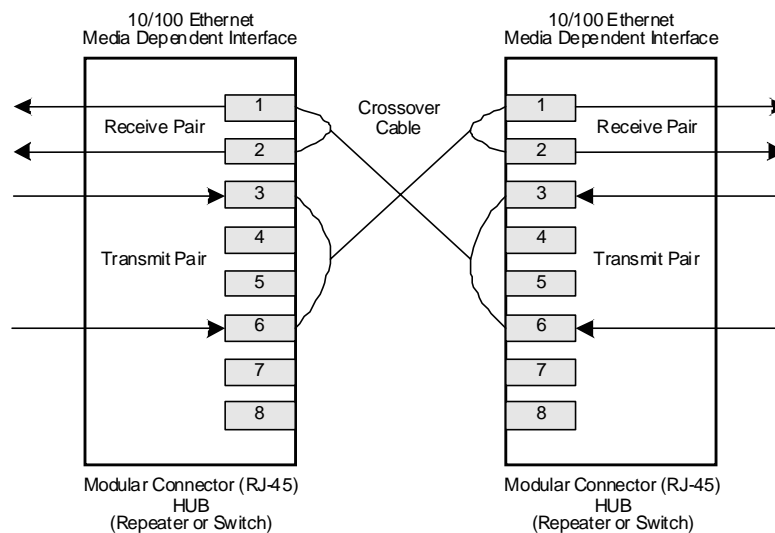 10/100 Ethernet
Media Dependent Interface
10/100 Ethernet
Media Dependent Interface
1
Receive Pair
2
3
4
Transmit Pair
5
6
7
8
Crossover
Cable
1
Receive Pair
2
3
4
Transmit Pair
5
6
7
8
Modular Connector (RJ-45)
HUB
(Repeater or Switch)
Modular Connector (RJ-45)
HUB
(Repeater or Switch)